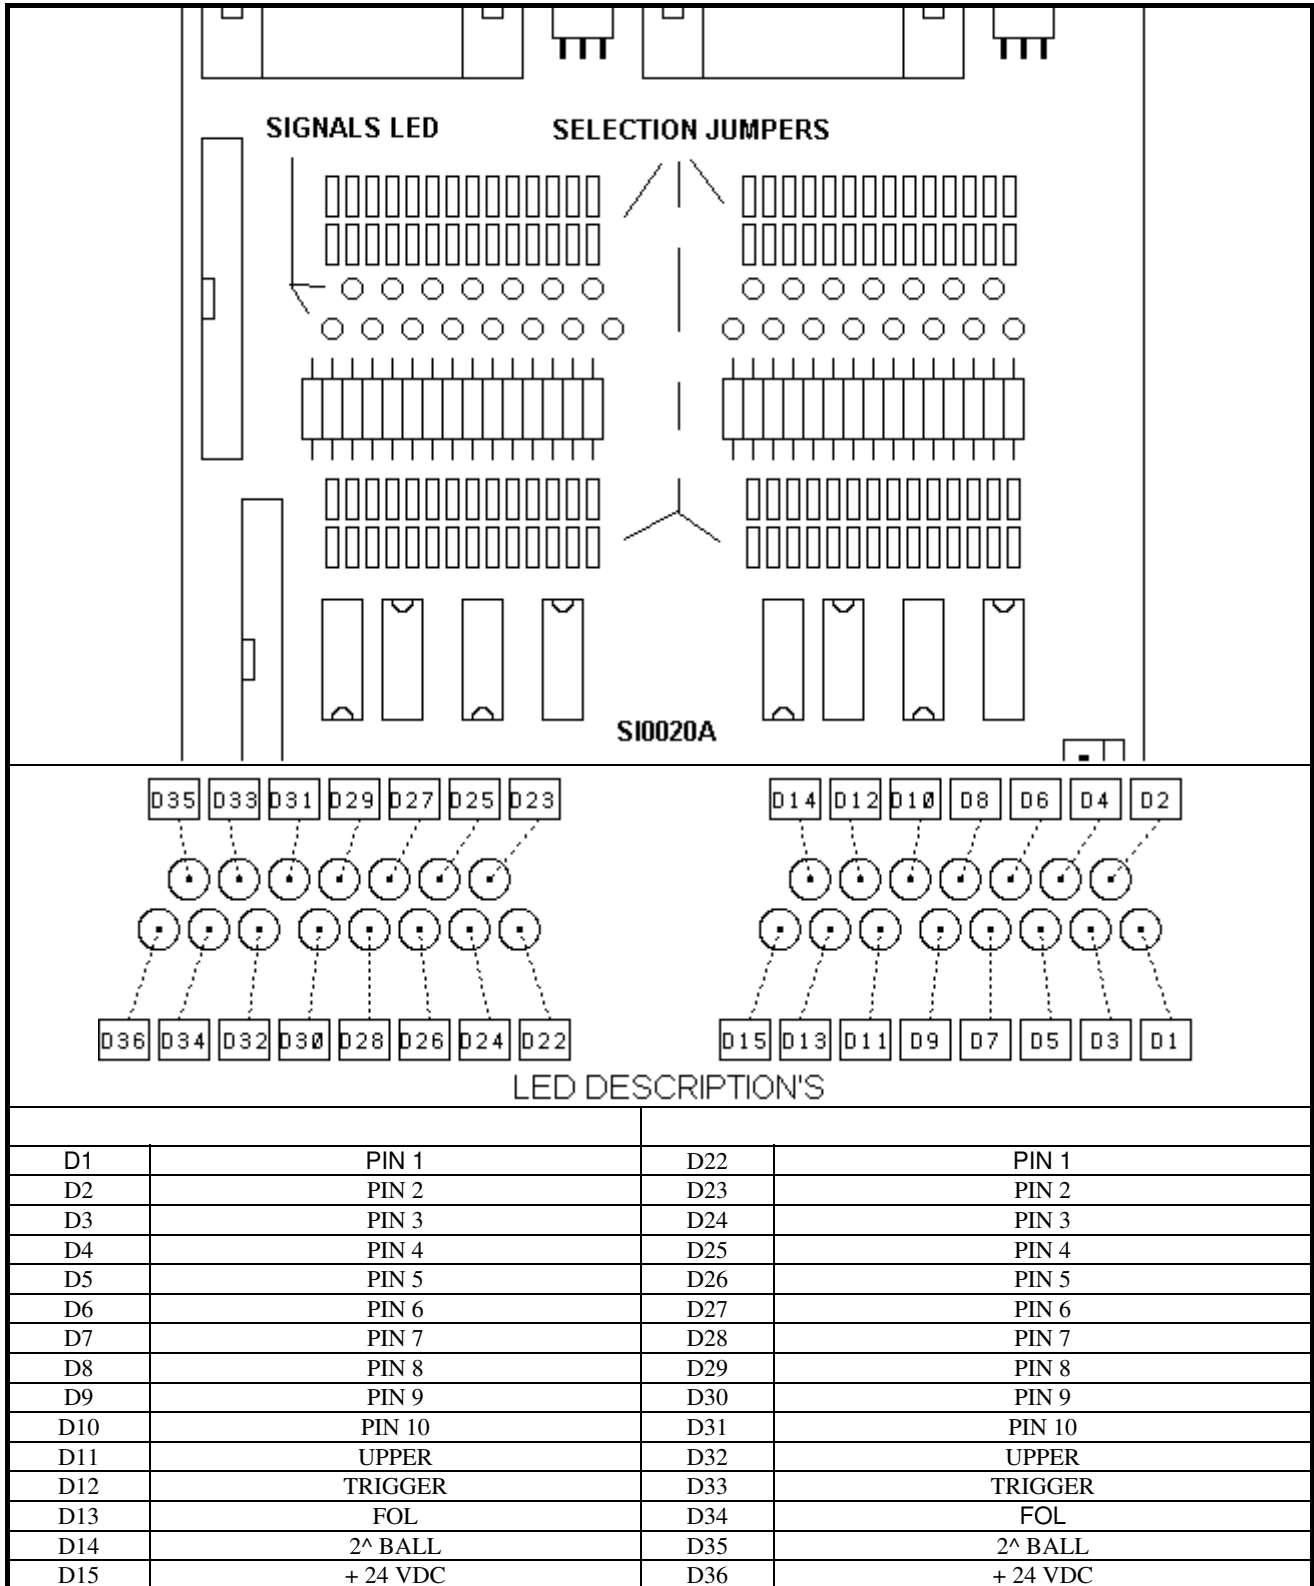 SIGNALS LED SELECTION JUMPERS
SI0020A
D35 D33 D31 D29 D27 D25 D23 D14 D12 D10 D8 D6 D4 D2
D36 D34 D32 D30 D28 D26 D24 D22 D15 D13 D11 D9 D7 D5 D3 D1
LED DESCRIPTION'S
D1 PIN 1 D22 PIN 1
D2 PIN 2 D23 PIN 2
D3 PIN 3 D24 PIN 3
D4 PIN 4 D25 PIN 4
D5 PIN 5 D26 PIN 5
D6 PIN 6 D27 PIN 6
D7 PIN 7 D28 PIN 7
D8 PIN 8 D29 PIN 8
D9 PIN 9 D30 PIN 9
D10 PIN 10 D31 PIN 10
D11 UPPER D32 UPPER
D12 TRIGGER D33 TRIGGER
D13 FOL D34 FOL
D14 2^ BALL D35 2^ BALL
D15 + 24 VDC D36 + 24 VDC